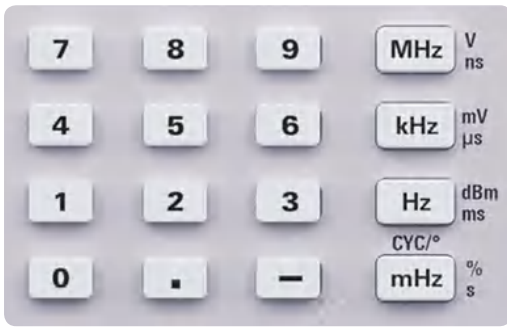 7 8 9 MHz V
ns
4 5 6 kHz mV
µs
1 2 3 Hz dBm
ms
CYC/°
0 . – mHz %
s